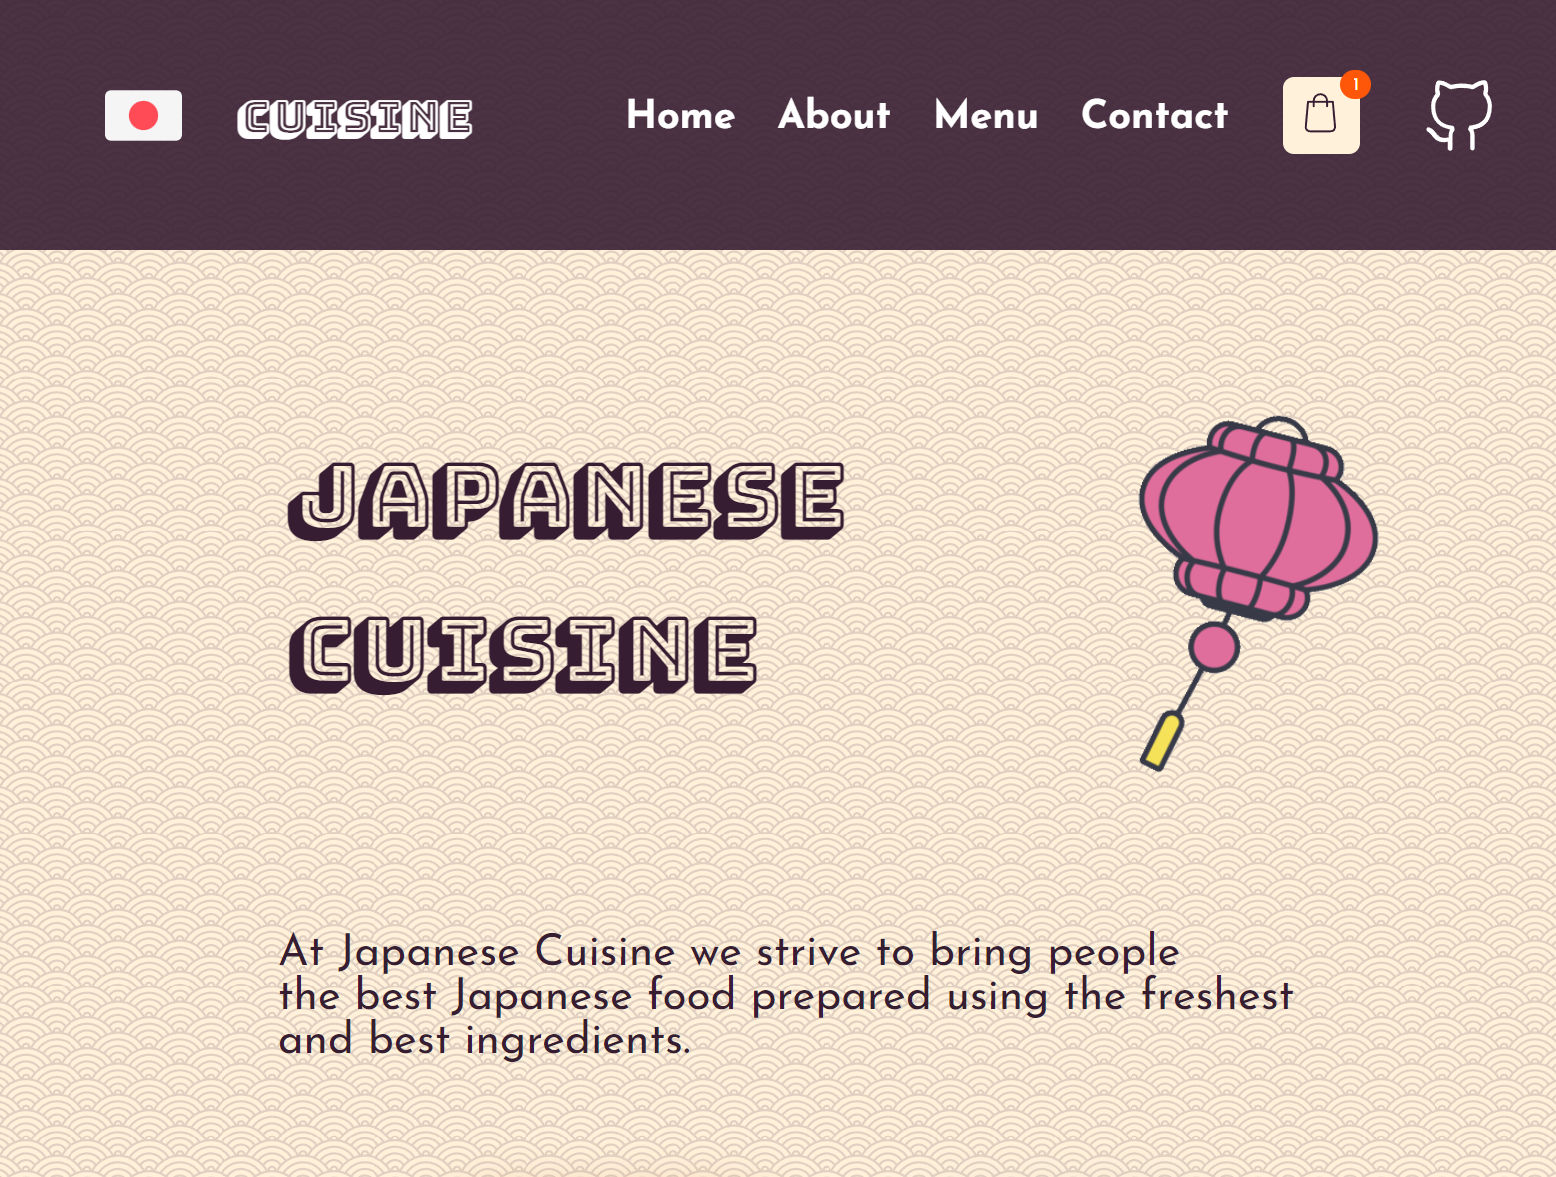 CUISINE
Home About Menu Contact
1
JAPANESE
CUISINE
At Japanese Cuisine we strive to bring people
the best Japanese food prepared using the freshest
and best ingredients.